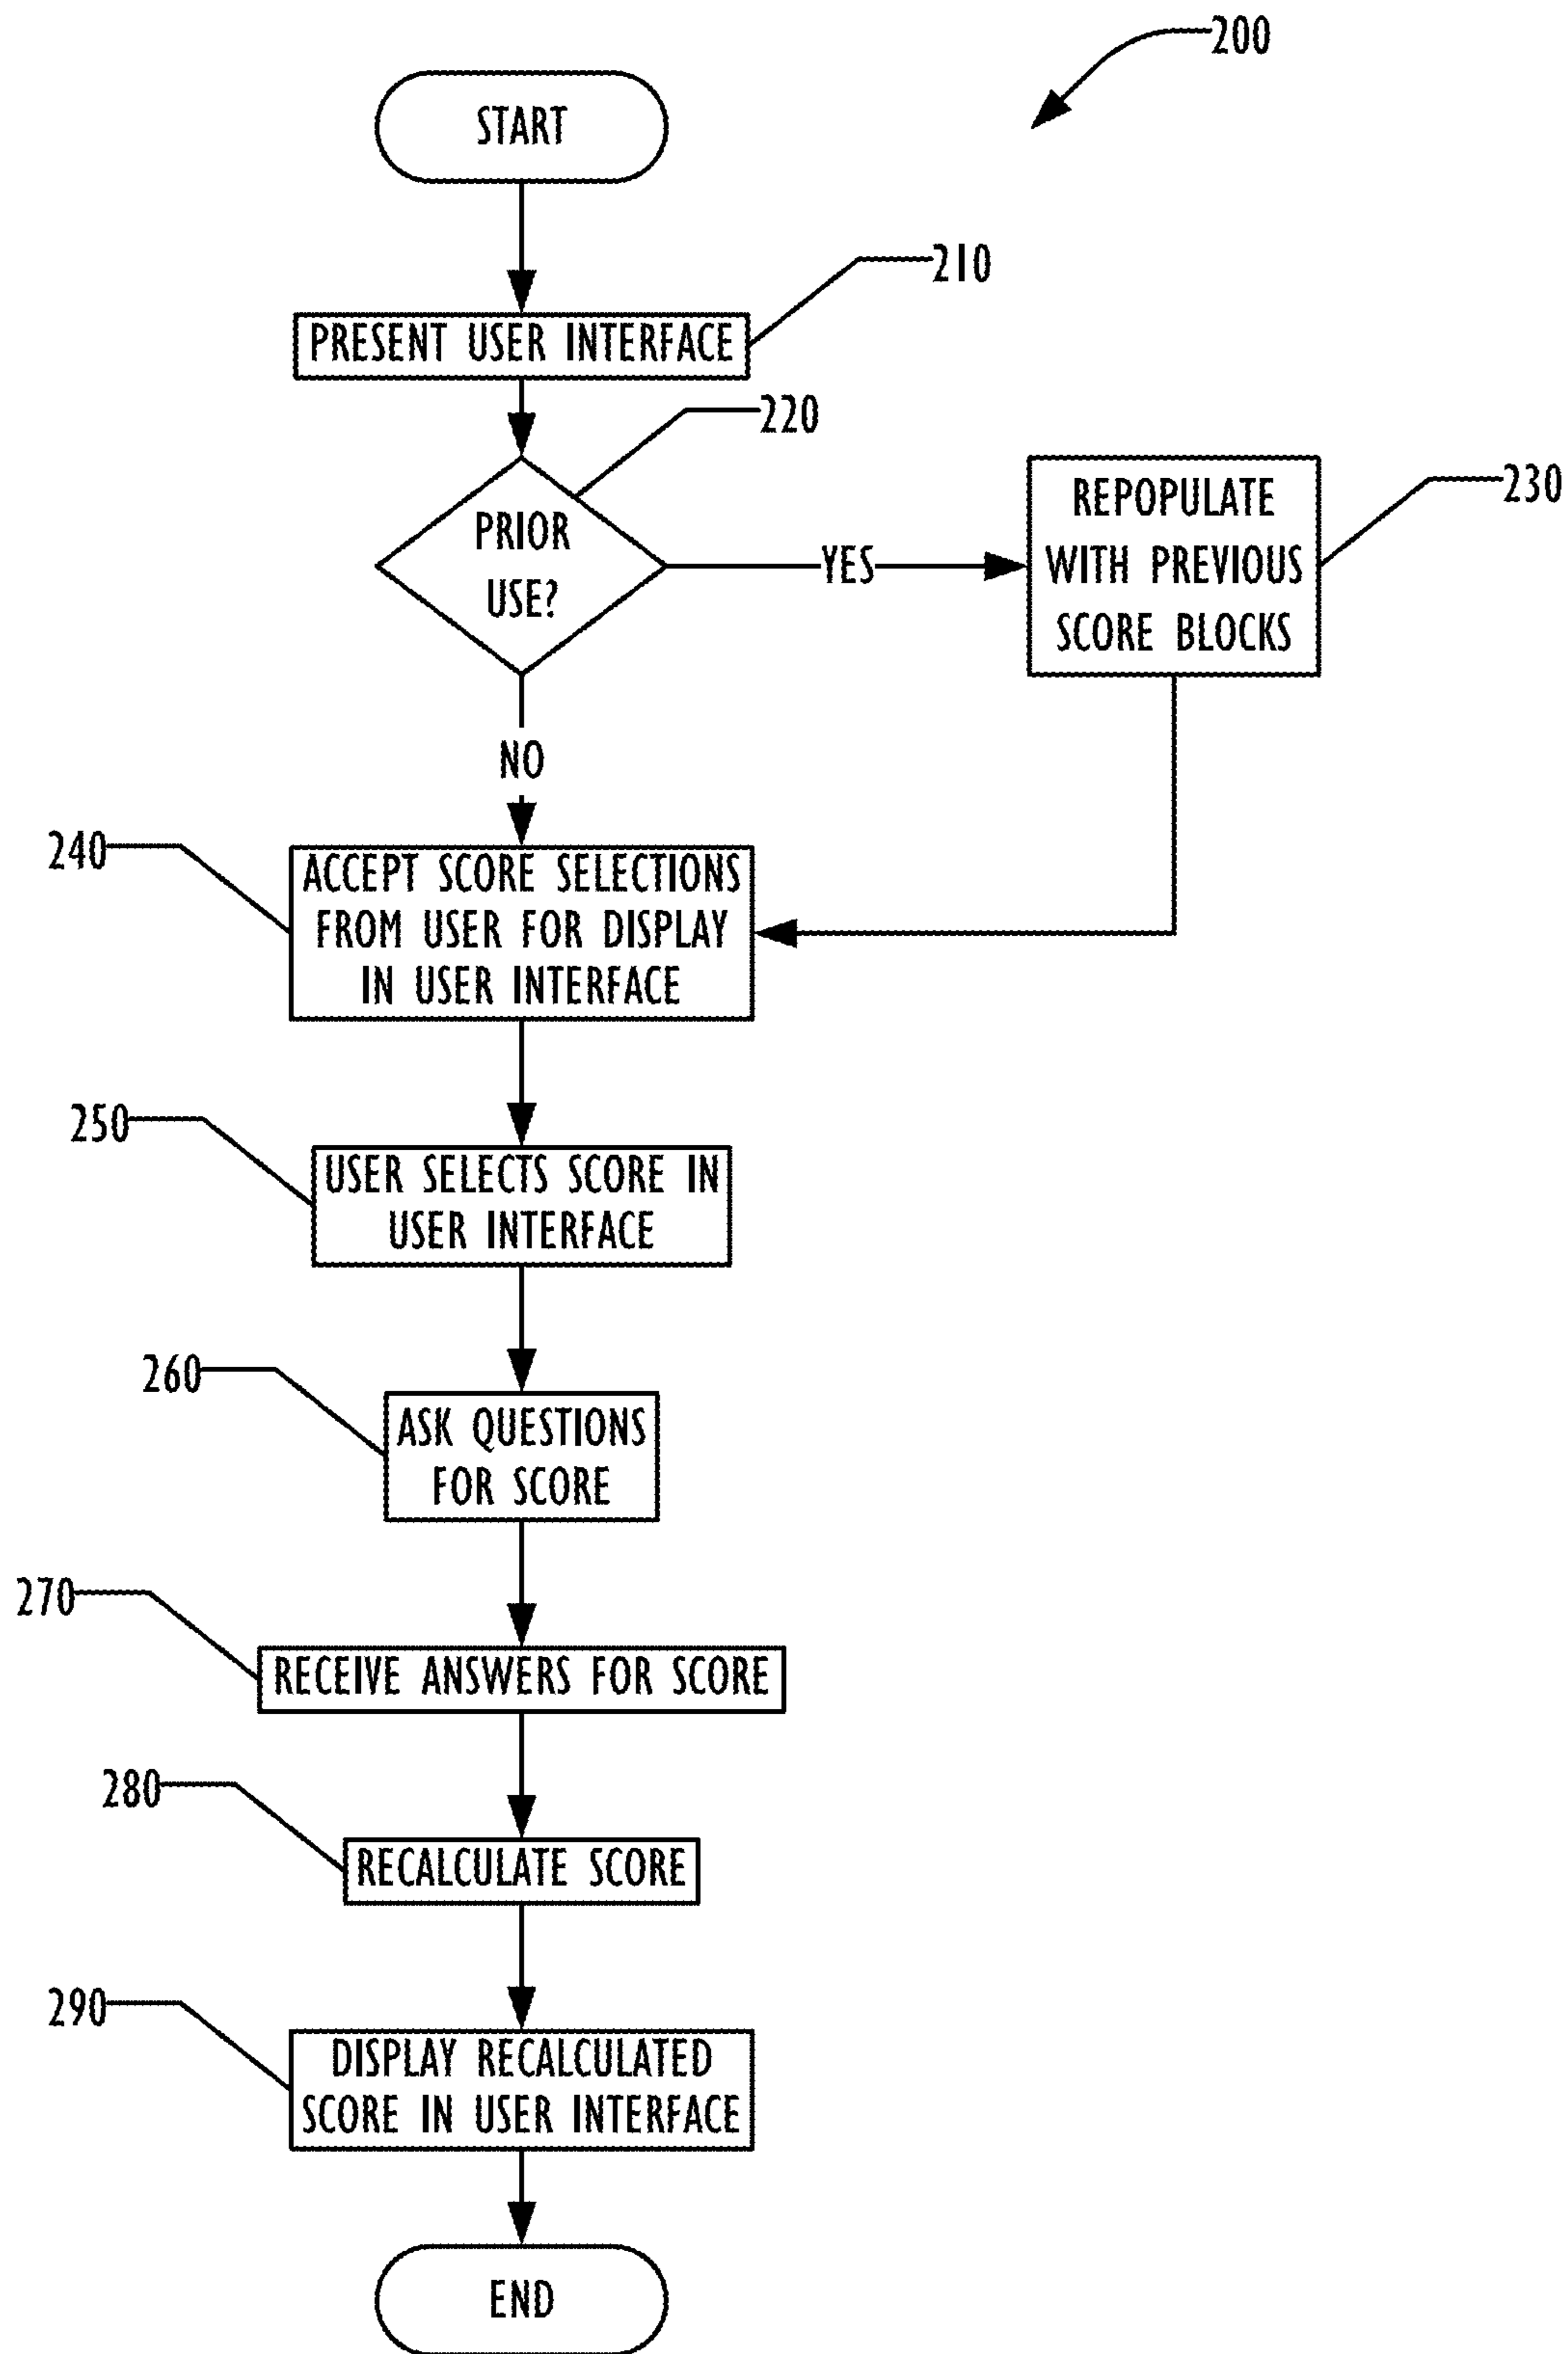 200
START
210
PRESENT USER INTERFACE
220
PRIOR
USE?
YES
REPOPULATE
WITH PREVIOUS
SCORE BLOCKS
230
NO
240
ACCEPT SCORE SELECTIONS
FROM USER FOR DISPLAY
IN USER INTERFACE
250
USER SELECTS SCORE IN
USER INTERFACE
260
ASK QUESTIONS
FOR SCORE
270
RECEIVE ANSWERS FOR SCORE
280
RECALCULATE SCORE
290
DISPLAY RECALCULATED
SCORE IN USER INTERFACE
END